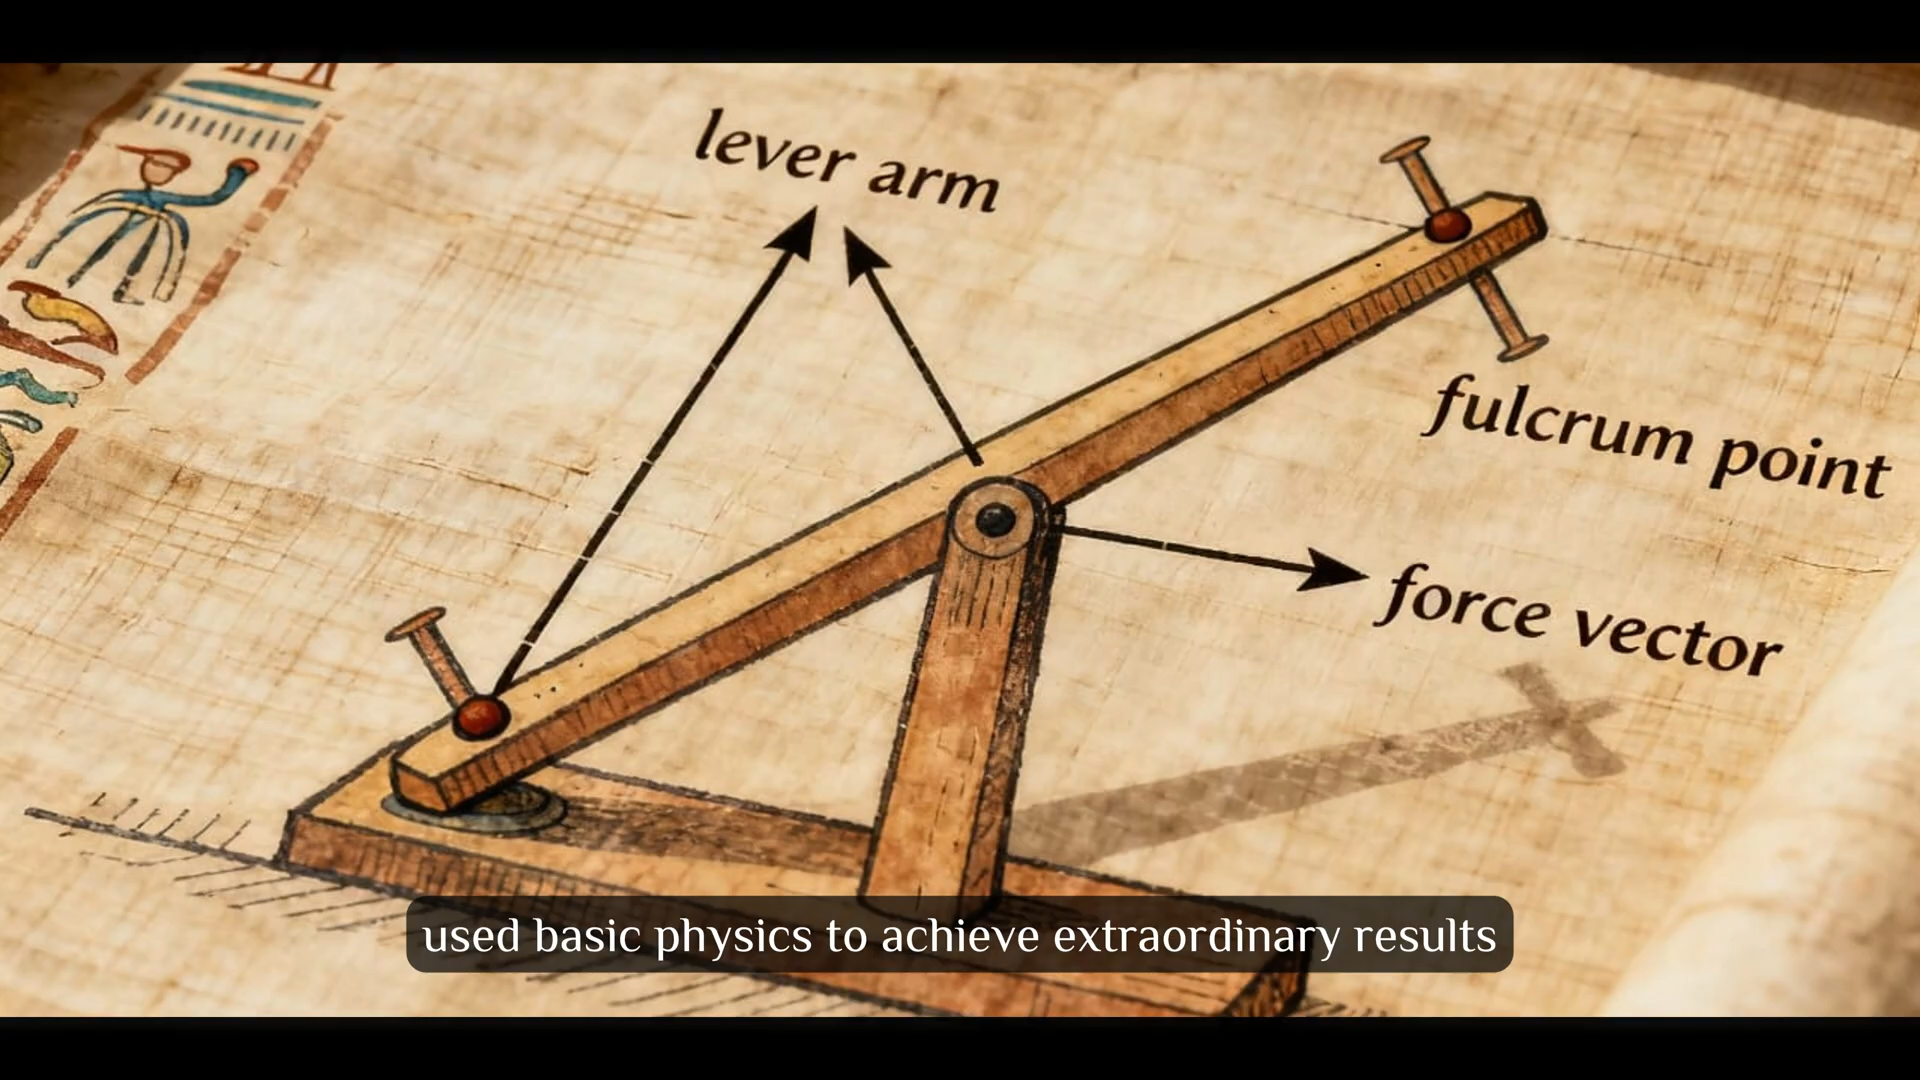 lever arm
fulcrum point
force vector
used basic physics to achieve extraordinary results